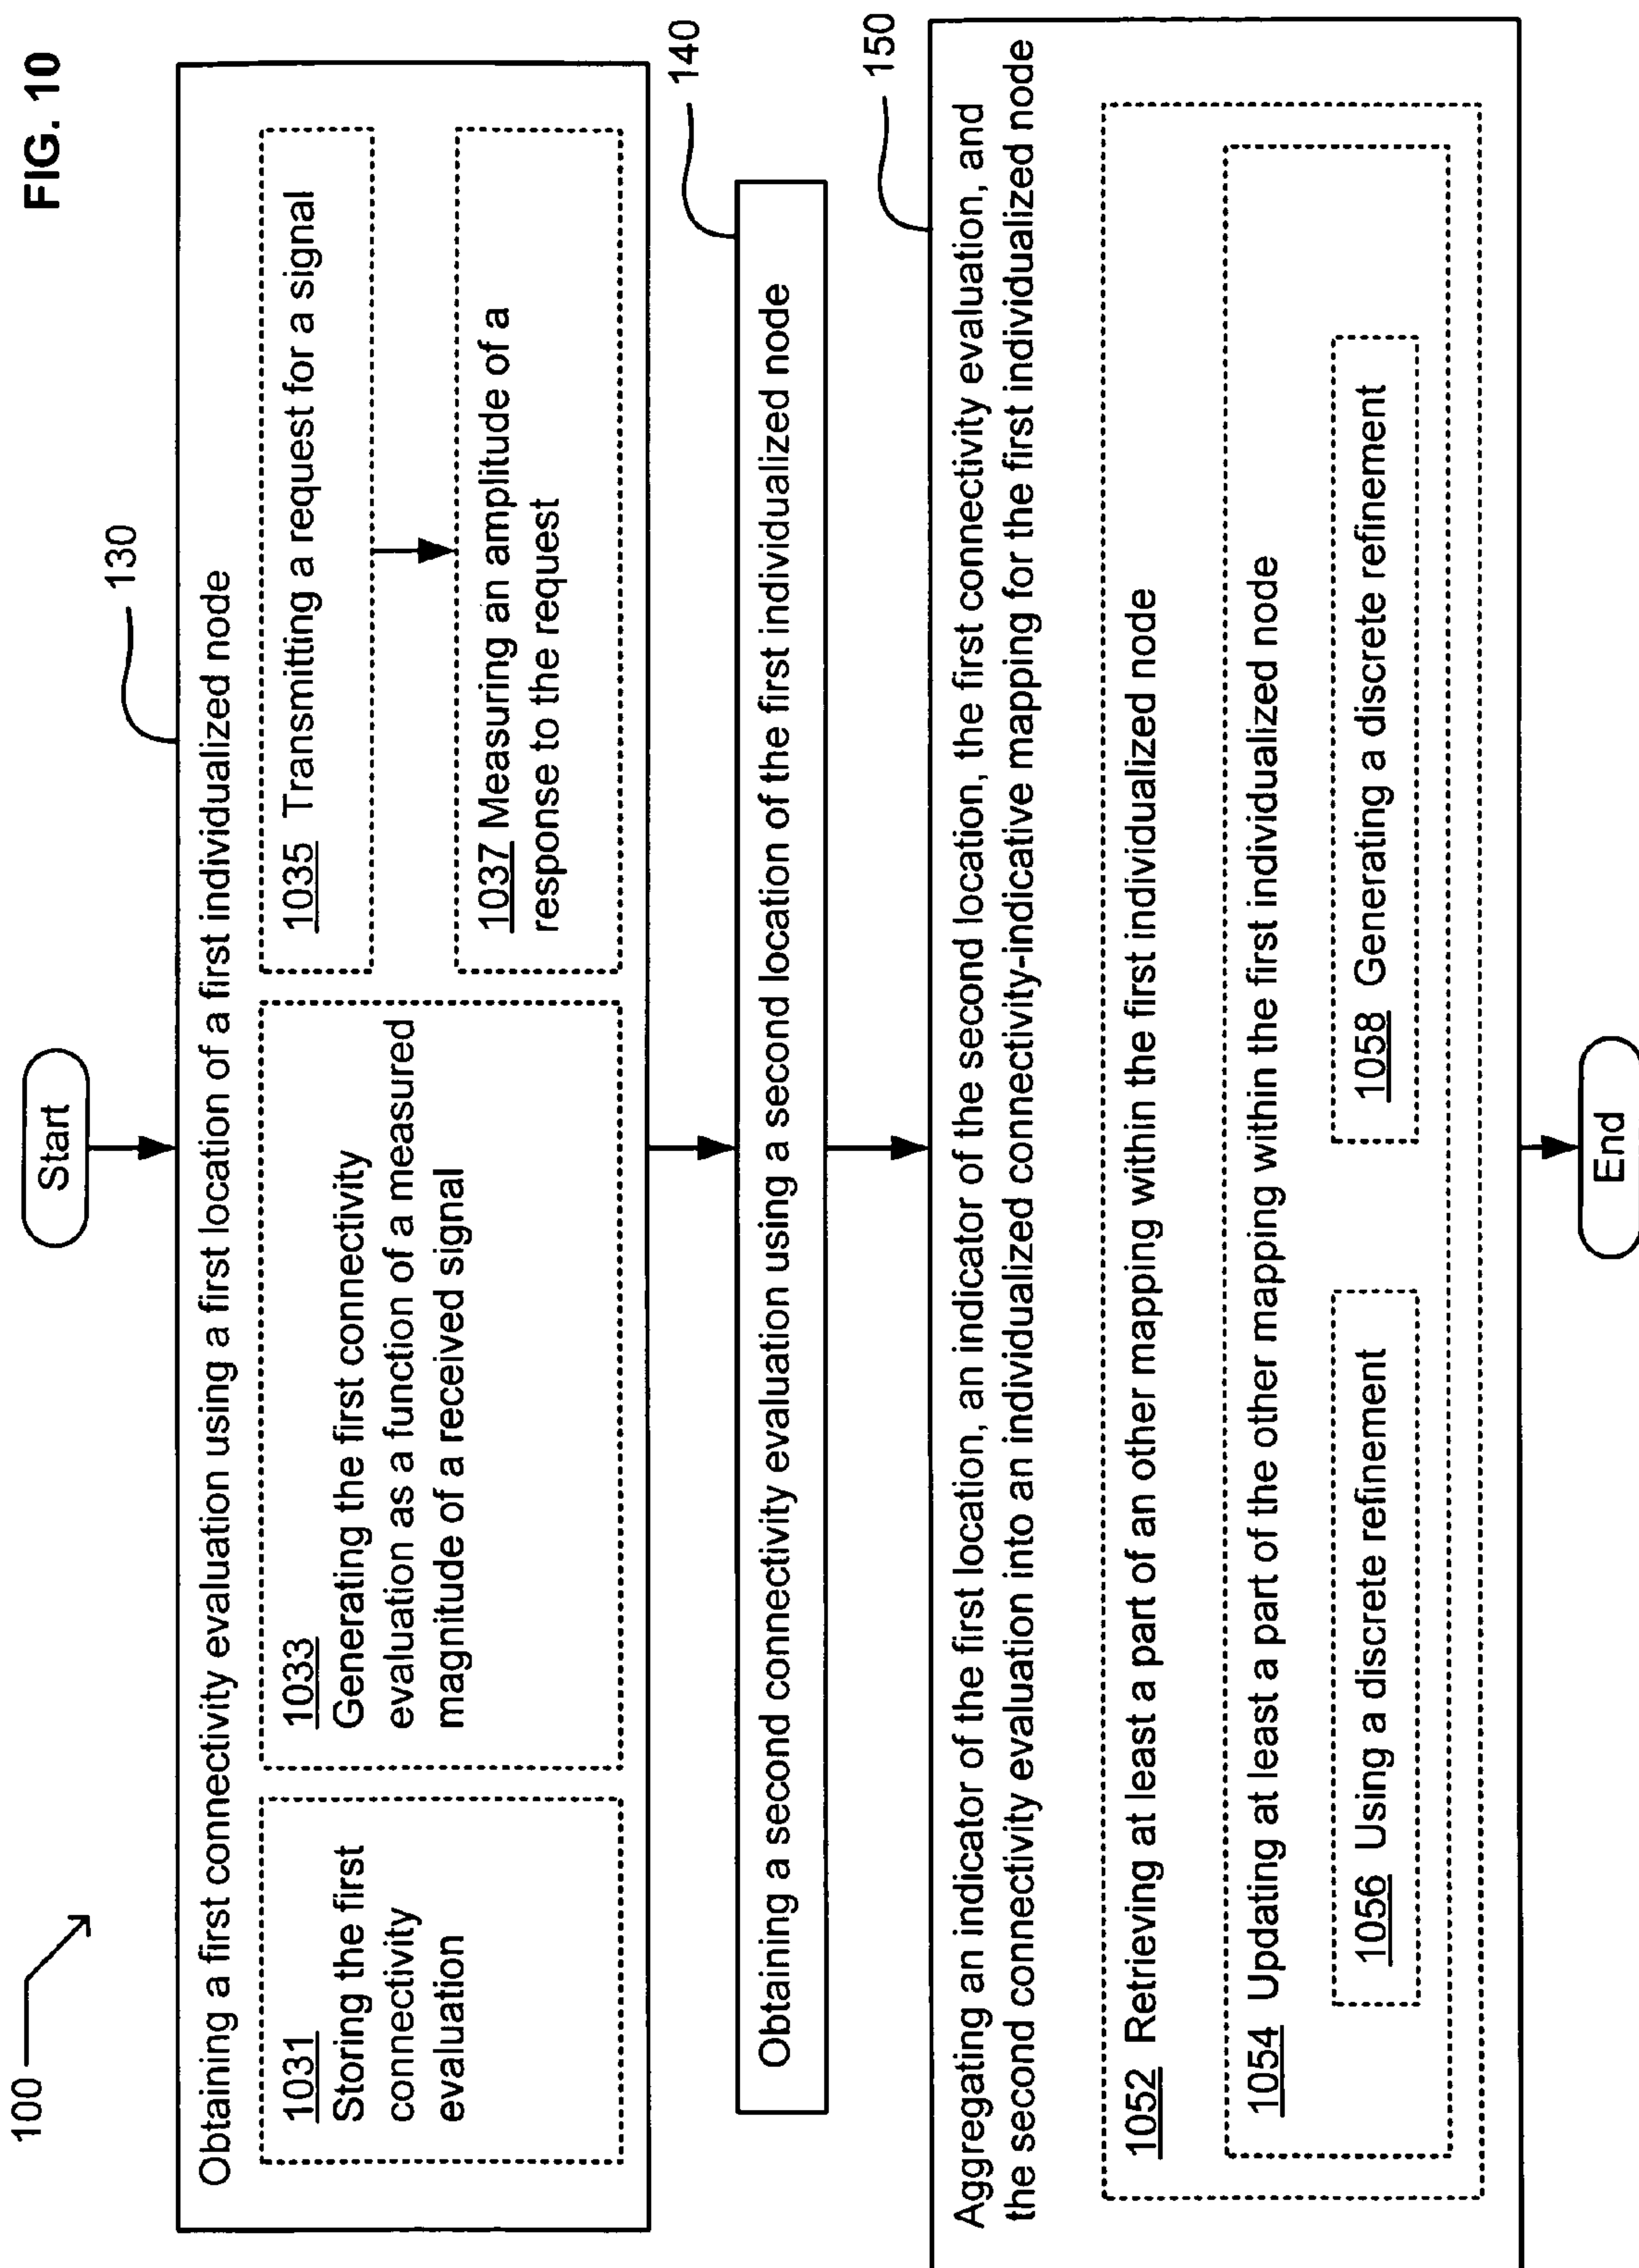 FIG. 10
100
Start
130
Obtaining a first connectivity evaluation using a first location of a first individualized node
1031
Storing the first
connectivity
evaluation
1033
Generating the first connectivity
evaluation as a function of a measured
magnitude of a received signal
1035 Transmitting a request for a signal
1037 Measuring an amplitude of a
response to the request
140
Obtaining a second connectivity evaluation using a second location of the first individualized node
150
Aggregating an indicator of the first location, an indicator of the second location, the first connectivity evaluation, and
the second connectivity evaluation into an individualized connectivity-indicative mapping for the first individualized node
1052 Retrieving at least a part of an other mapping within the first individualized node
1054 Updating at least a part of the other mapping within the first individualized node
1056 Using a discrete refinement
1058 Generating a discrete refinement
End